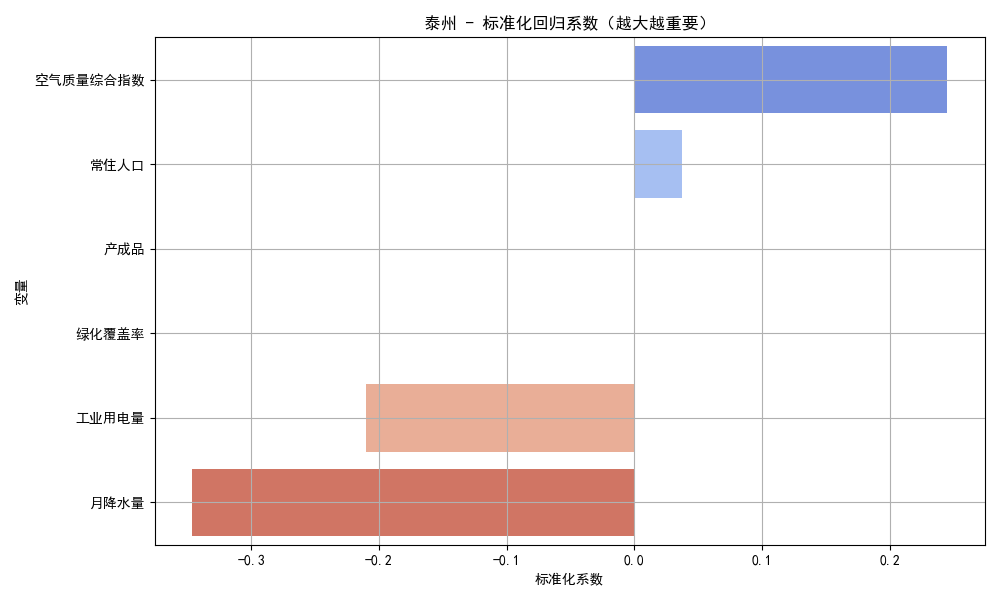 泰州 - 标准化回归系数（越大越重要）
空气质量综合指数
常住人口
产成品
绿化覆盖率
工业用电量
月降水量
变量
-0.3 -0.2 -0.1 0.0 0.1 0.2
标准化系数